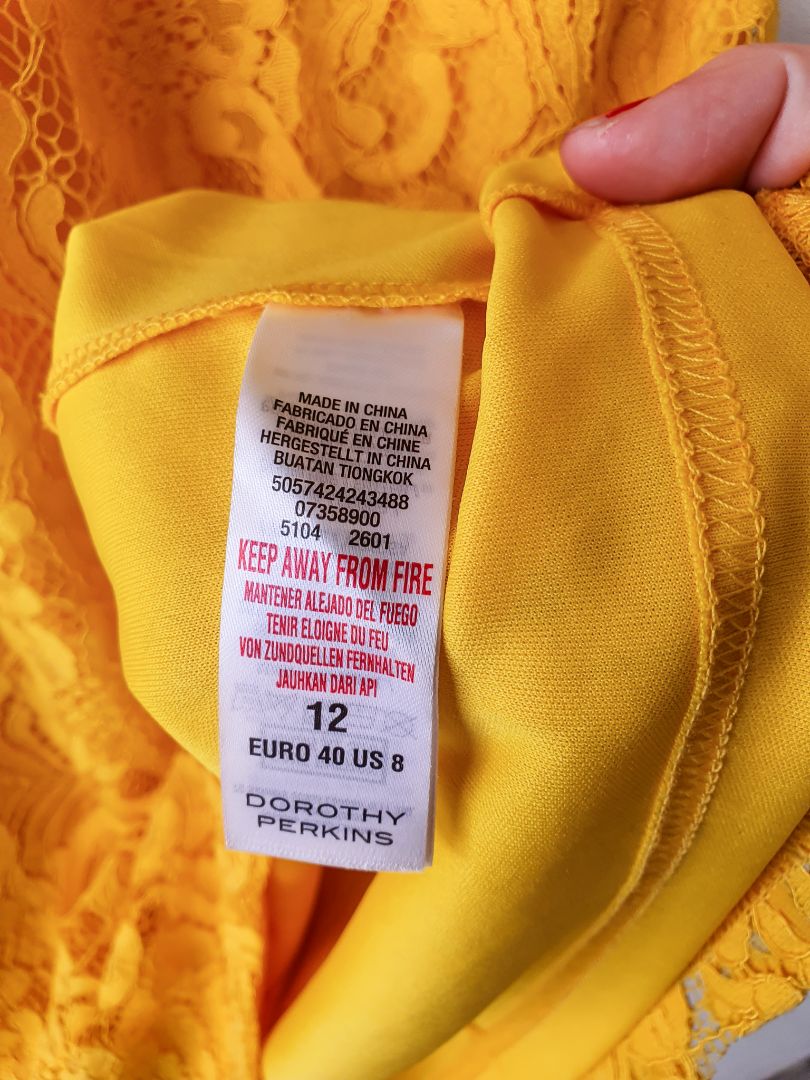 MADE IN CHINA
FABRICADO EN CHINA
FABRIQUÉ EN CHINE
HERGESTELLT IN CHINA
BUATAN TIONGKOK
5057424243488
07358900
5104 2601
KEEP AWAY FROM FIRE
MANTENER ALEJADO DEL FUEGO
TENIR ELOIGNE DU FEU
VON ZUNDQUELLEN FERNHALTEN
JAUHKAN DARI API
12
EURO 40 US 8
DOROTHY
PERKINS